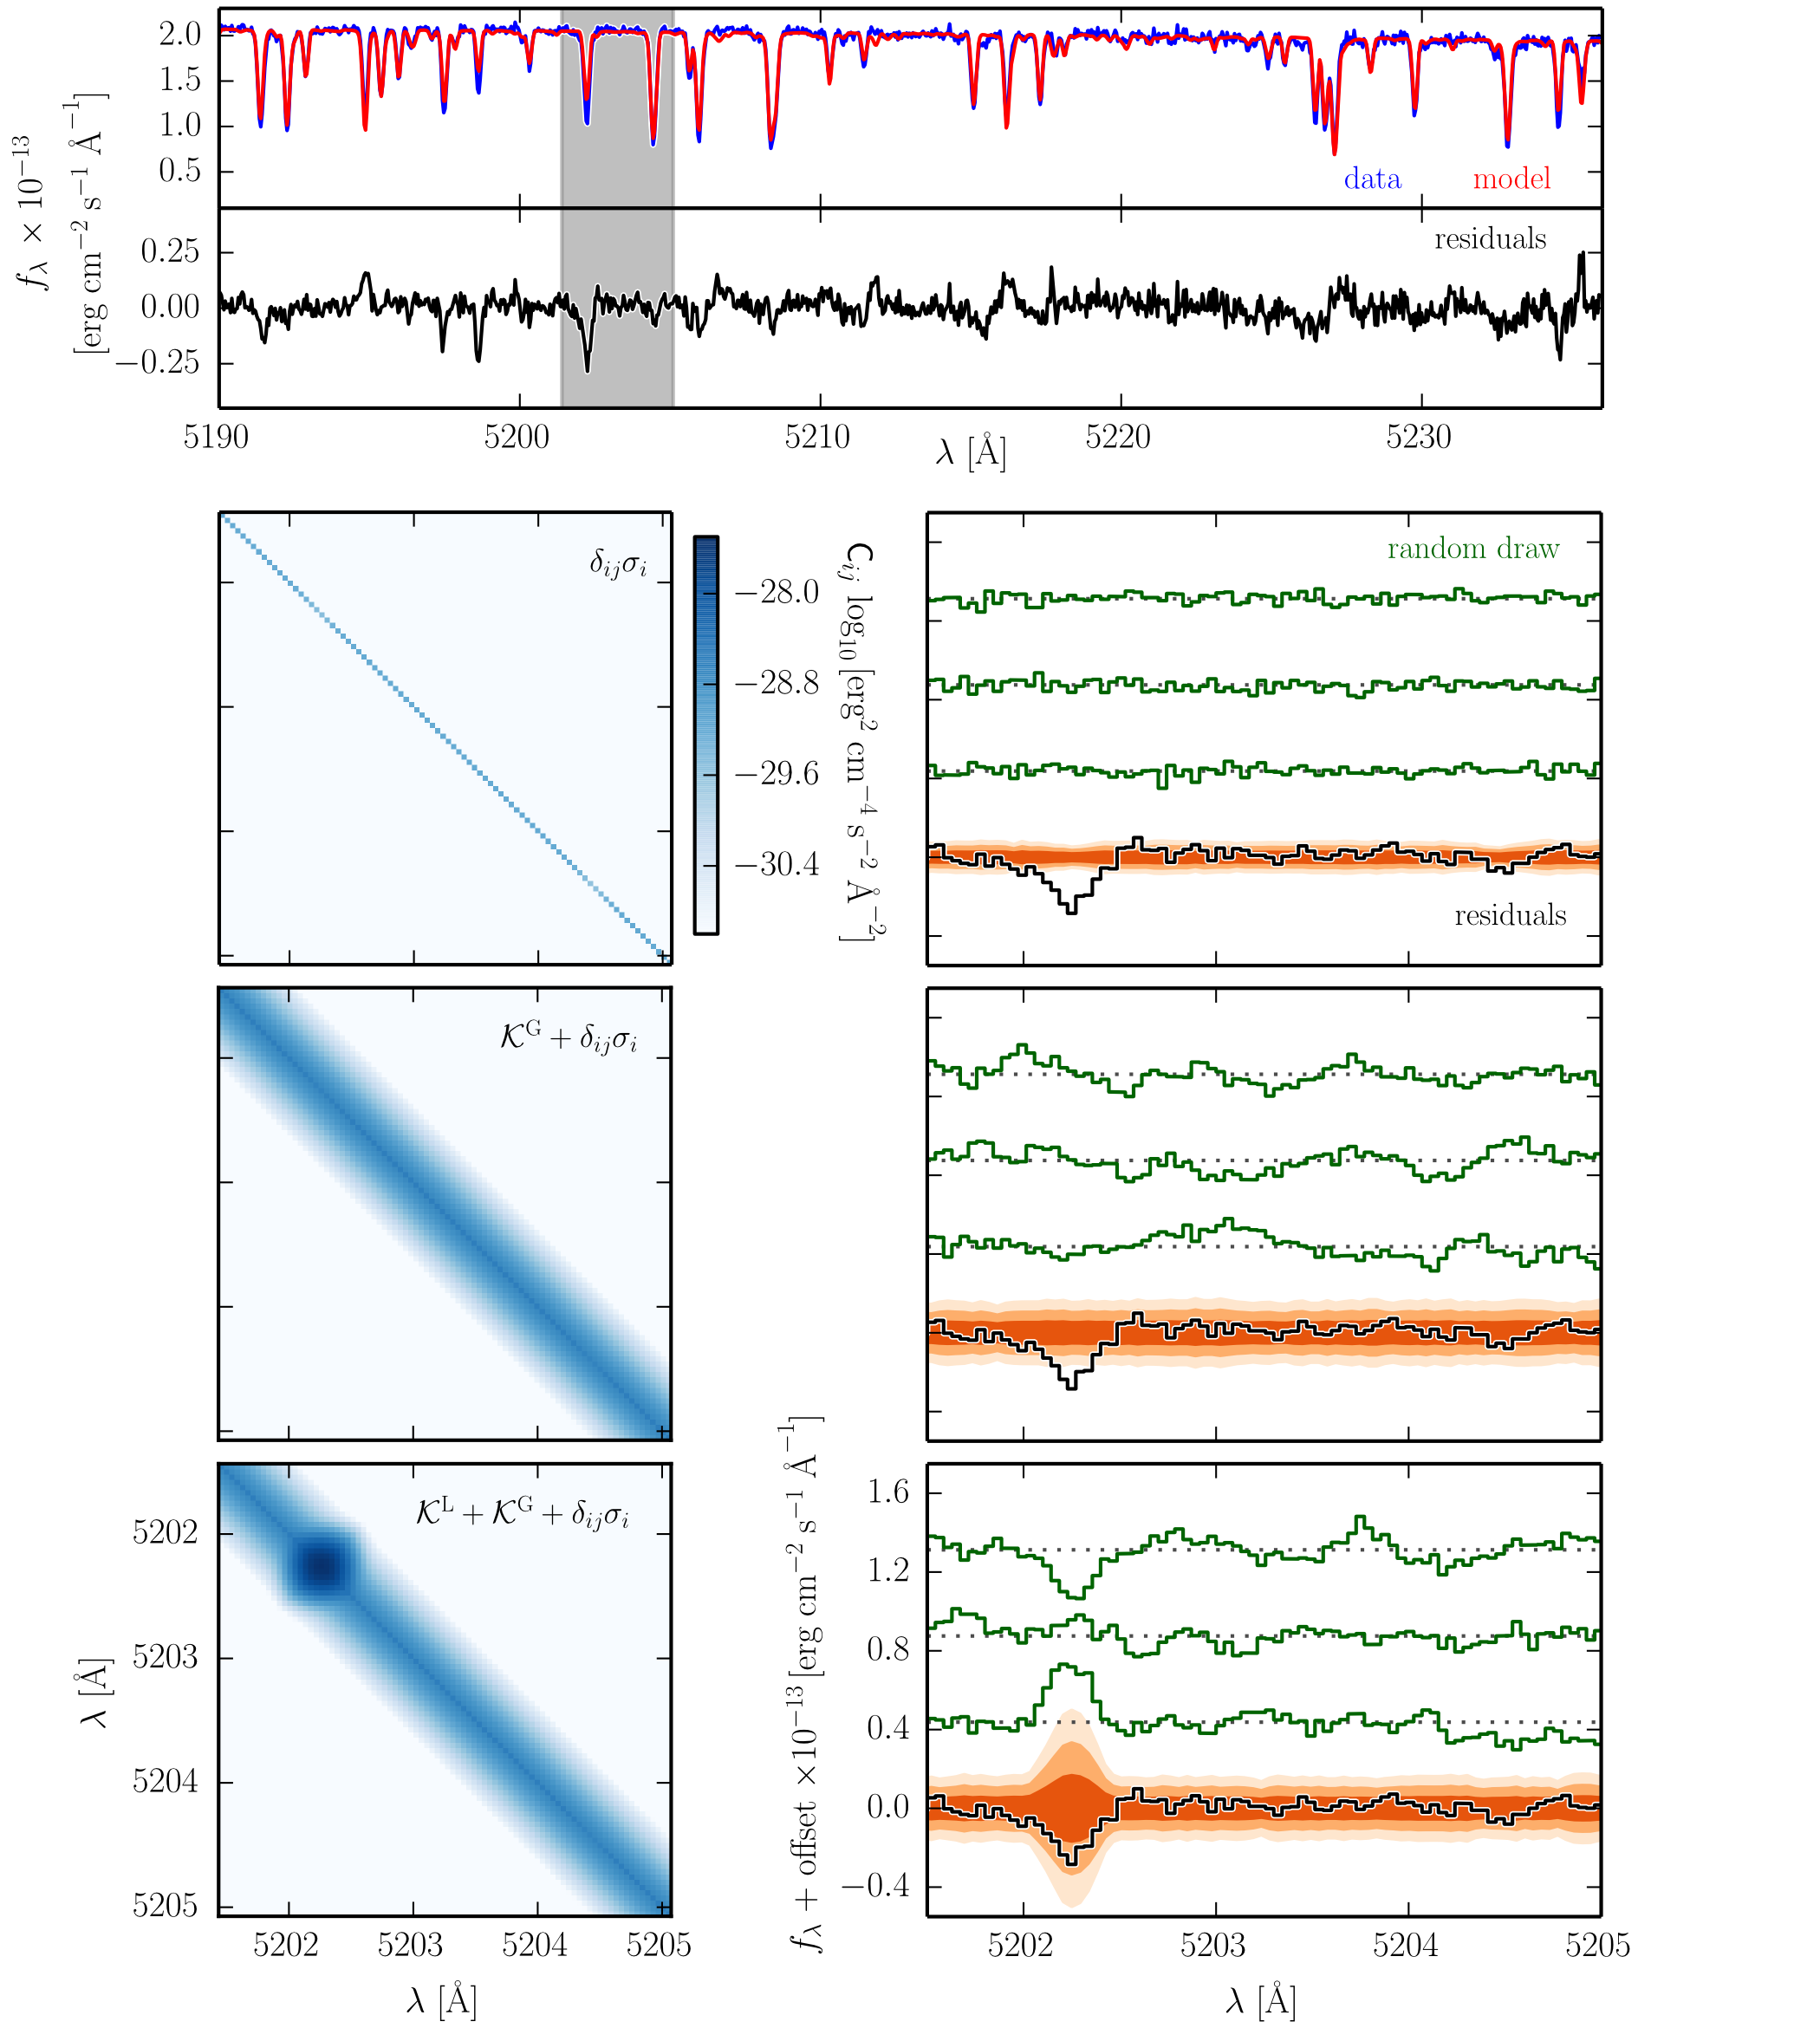 2.0
1.5
1.0
0.5
data model
f_λ × 10^−13
[erg cm^−2 s^−1 Å^−1]
residuals
0.25
0.00
−0.25
5190 5200 5210 5220 5230
λ [Å]
δ_ij σ_i
−28.0
−28.8
−29.6
−30.4
C_ij log_10 [erg^2 cm^−4 s^−2 Å^−2]
random draw
residuals
𝒦^G + δ_ij σ_i
𝒦^L + 𝒦^G + δ_ij σ_i
5202
5203
5204
5205
λ [Å]
5202 5203 5204 5205
λ [Å]
f_λ + offset ×10^−13 [erg cm^−2 s^−1 Å^−1]
1.6
1.2
0.8
0.4
0.0
−0.4
5202 5203 5204 5205
λ [Å]